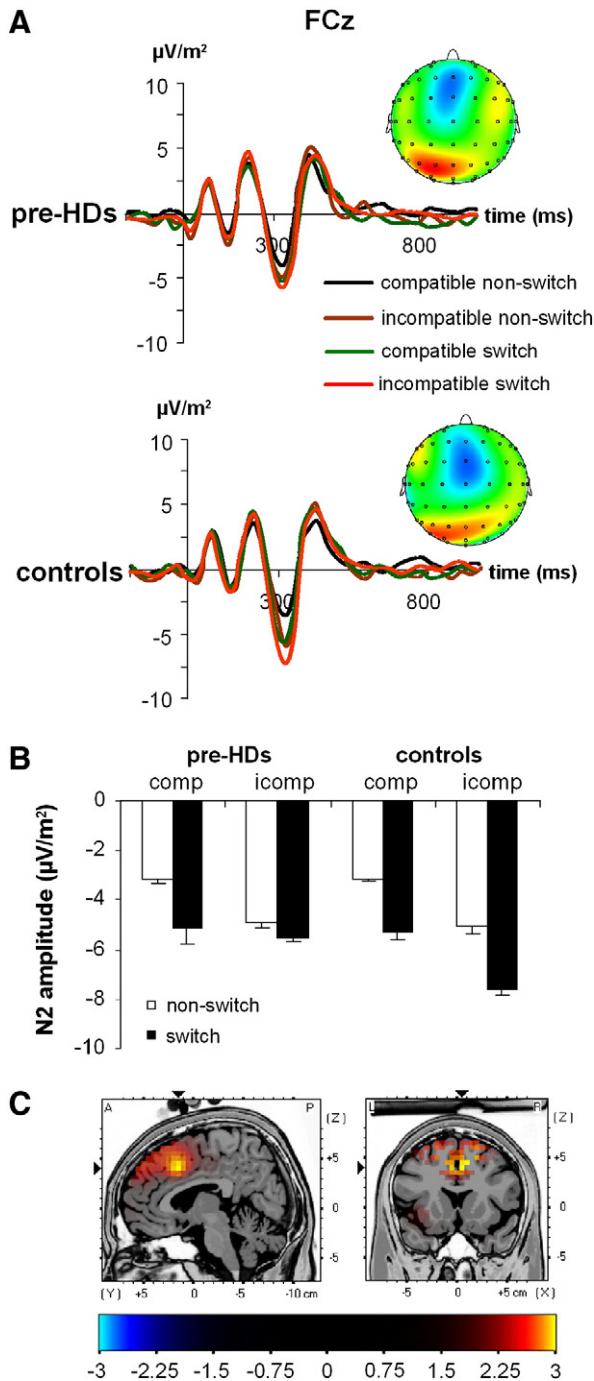 A
FCz
µV/m²
10
5
pre-HDs
300
800
time (ms)
-5
-10
compatible non-switch
incompatible non-switch
compatible switch
incompatible switch
µV/m²
10
5
controls
300
800
time (ms)
-5
-10
B
pre-HDs controls
comp icomp comp icomp
N2 amplitude (µV/m²)
0
-2
-4
-6
-8
-10
non-switch
switch
C
A P (Z)
+5
0
-5
(Y) +5 0 -5 -10 cm
L R (Z)
+5
0
-5
-5 0 +5 cm (X)
-3 -2.25 -1.5 -0.75 0 0.75 1.5 2.25 3